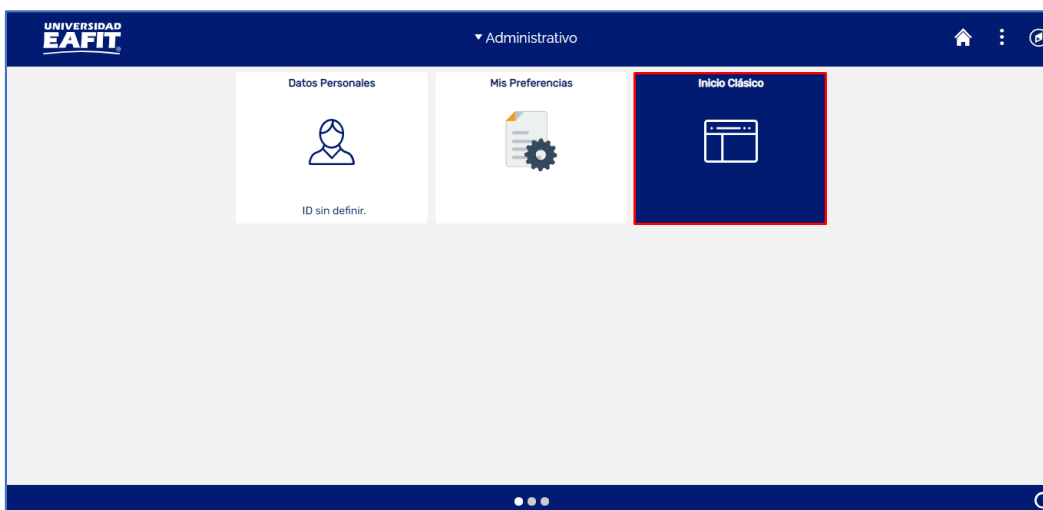 UNIVERSIDAD
EAFIT
Administrativo
Datos Personales
Mis Preferencias
Inicio Clásico
ID sin definir.